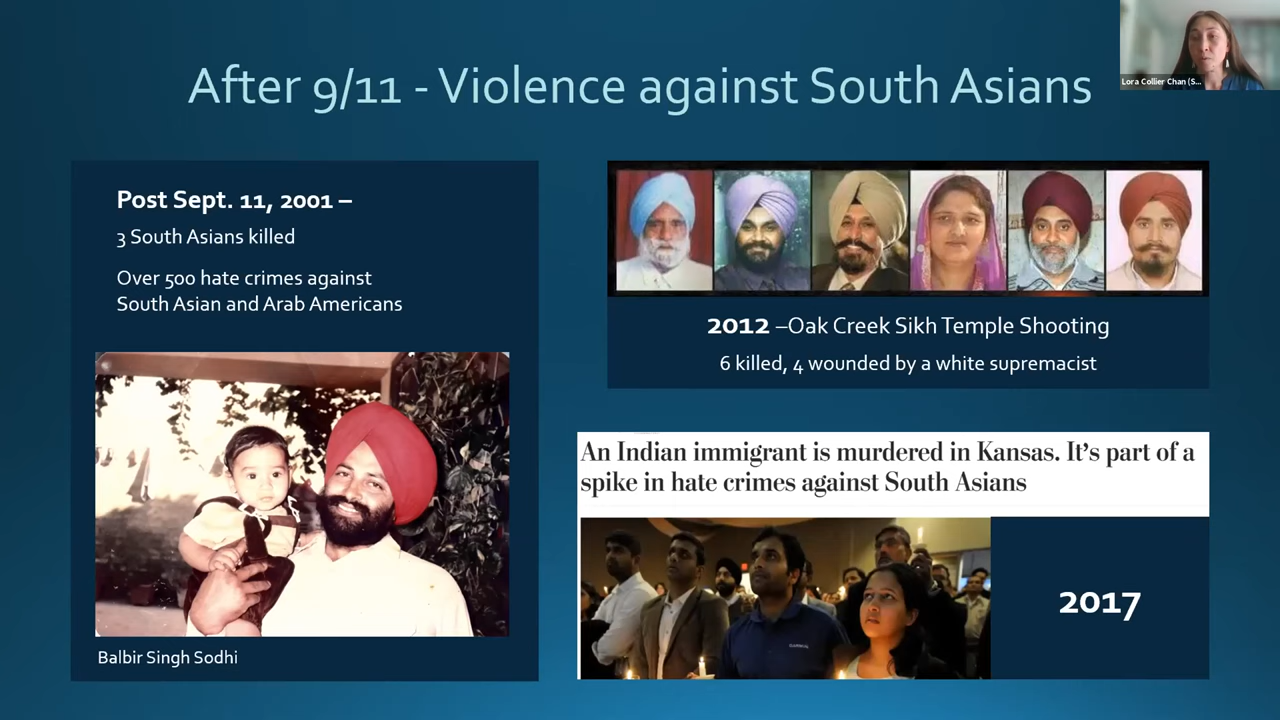 Lora Collier Chan (S...
After 9/11 - Violence against South Asians
Post Sept. 11, 2001 –
3 South Asians killed
Over 500 hate crimes against
South Asian and Arab Americans
Balbir Singh Sodhi
2012 –Oak Creek Sikh Temple Shooting
6 killed, 4 wounded by a white supremacist
An Indian immigrant is murdered in Kansas. It’s part of a
spike in hate crimes against South Asians
2017